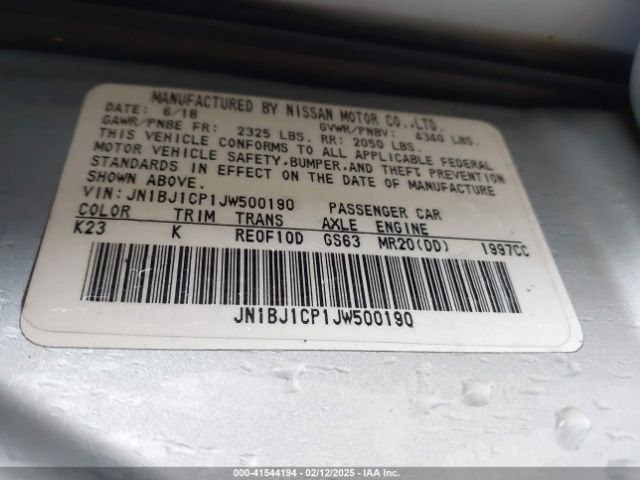 MANUFACTURED BY NISSAN MOTOR CO.,LTD.
DATE: 6/18 GVWR/PNBV: 4340 LBS.
GAWR/PNBE FR: 2325 LBS. RR: 2050 LBS.
THIS VEHICLE CONFORMS TO ALL APPLICABLE FEDERAL
MOTOR VEHICLE SAFETY,BUMPER,AND THEFT PREVENTION
STANDARDS IN EFFECT ON THE DATE OF MANUFACTURE
SHOWN ABOVE.
VIN: JN1BJ1CP1JW500190 PASSENGER CAR
COLOR TRIM TRANS AXLE ENGINE
K23 K RE0F10D GS63 MR20(DD) 1997CC
JN1BJ1CP1JW500190
000-41544194 - 02/12/2025 - IAA Inc.